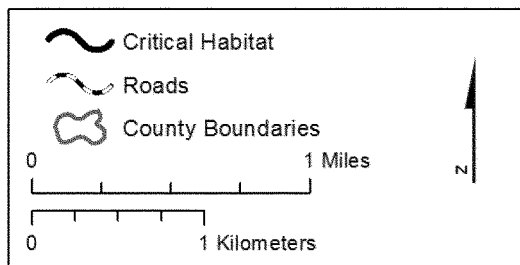 Critical Habitat
Roads
County Boundaries
0 1 Miles
0 1 Kilometers
N